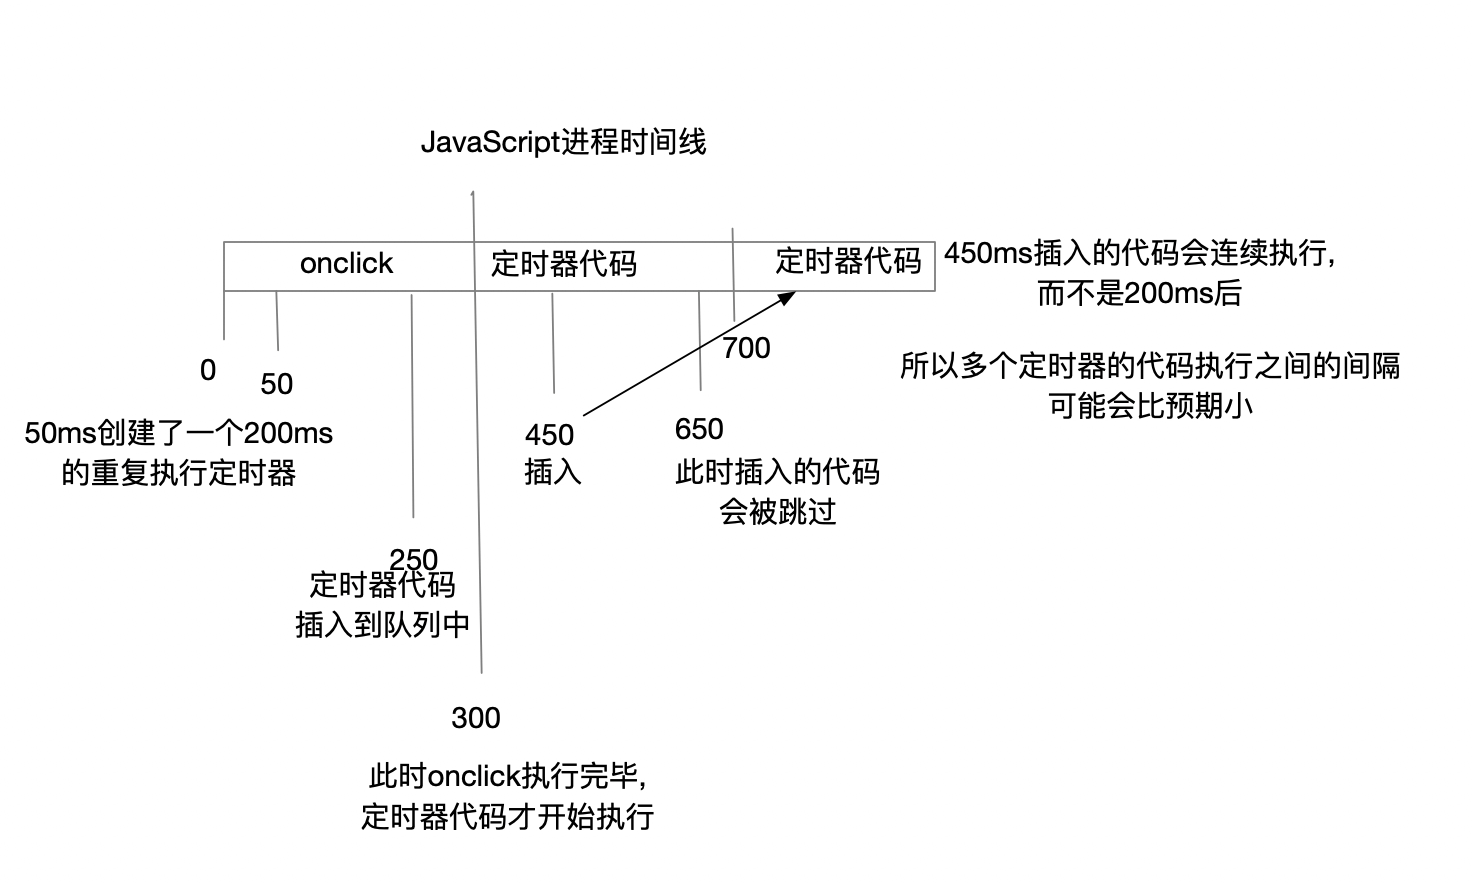 JavaScript进程时间线
onclick
定时器代码
定时器代码
450ms插入的代码会连续执行,
而不是200ms后
所以多个定时器的代码执行之间的间隔
可能会比预期小
0
50
50ms创建了一个200ms
的重复执行定时器
700
450
插入
650
此时插入的代码
会被跳过
250
定时器代码
插入到队列中
300
此时onclick执行完毕,
定时器代码才开始执行